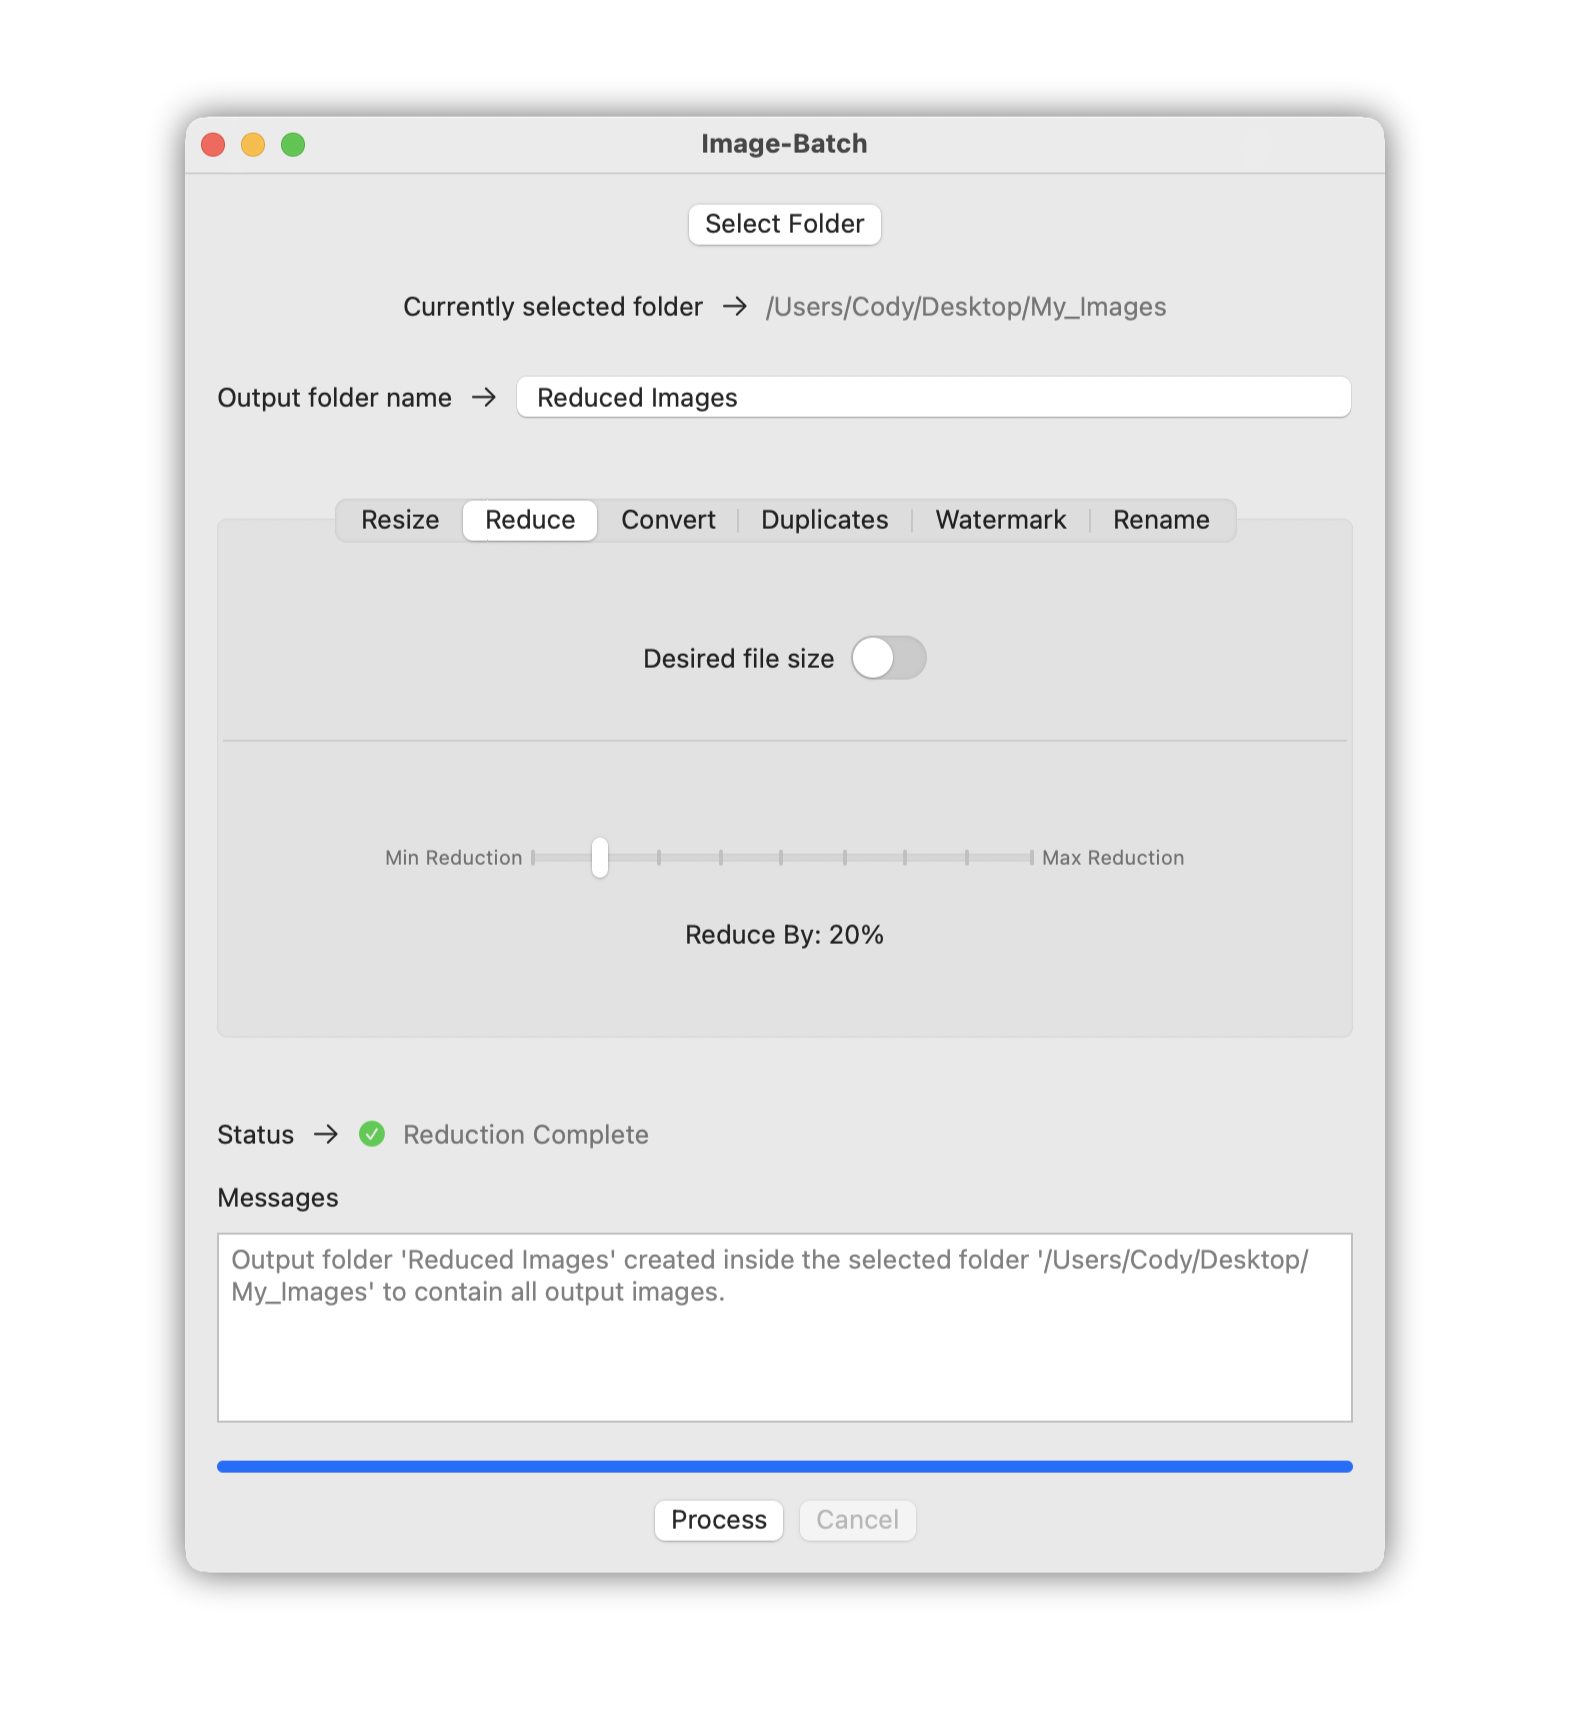 Image-Batch
Select Folder
Currently selected folder → /Users/Cody/Desktop/My_Images
Output folder name → Reduced Images
Resize Reduce Convert Duplicates Watermark Rename
Desired file size
Min Reduction Max Reduction
Reduce By: 20%
Status → Reduction Complete
Messages
Output folder 'Reduced Images' created inside the selected folder '/Users/Cody/Desktop/
My_Images' to contain all output images.
Process Cancel